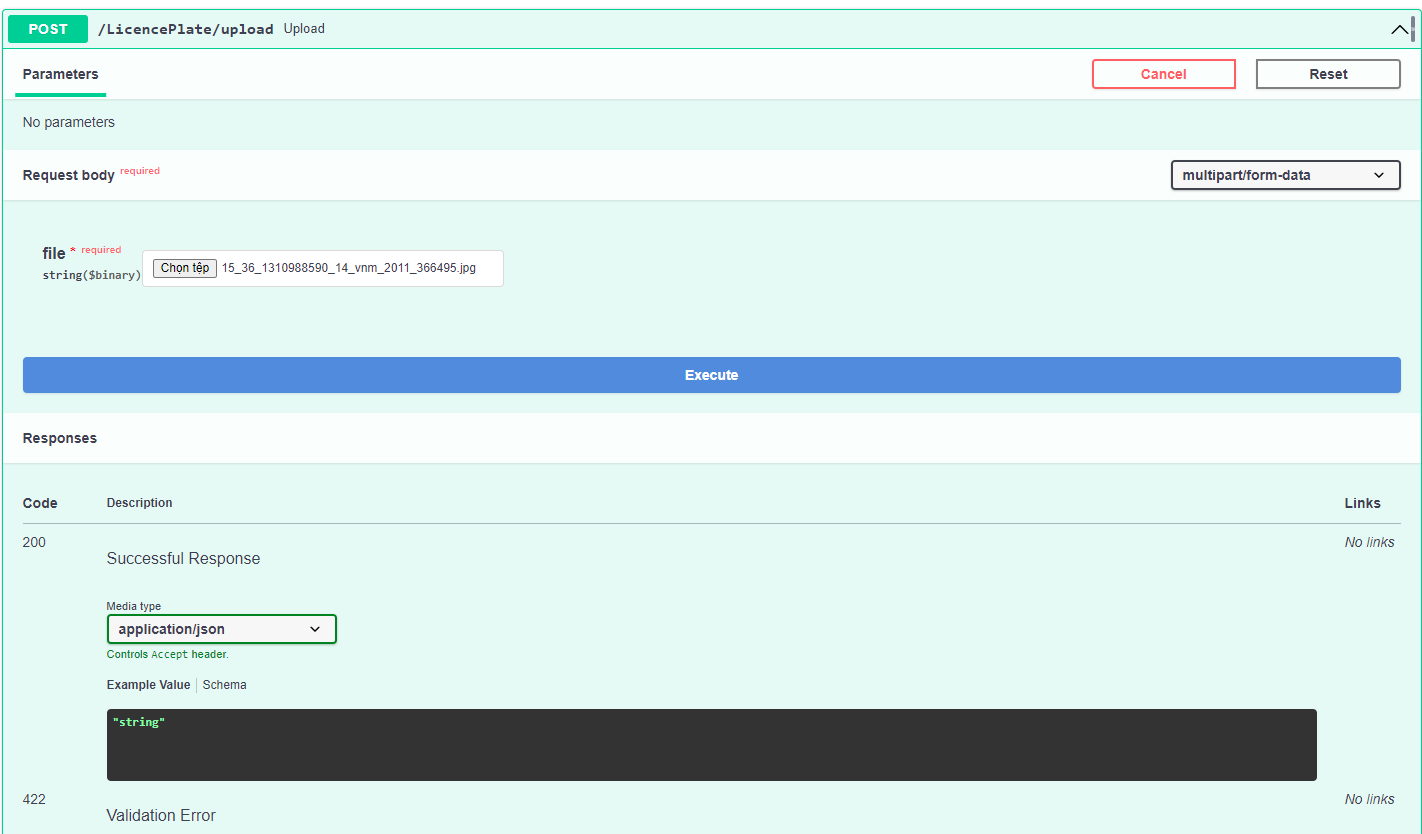 POST /LicencePlate/upload Upload
Parameters Cancel Reset
No parameters
Request body required multipart/form-data
file * required
string($binary) Chọn tệp 15_36_1310988590_14_vnm_2011_366495.jpg
Execute
Responses
Code Description Links
200 No links
Successful Response
Media type
application/json
Controls Accept header.
Example Value Schema
"string"
422 No links
Validation Error